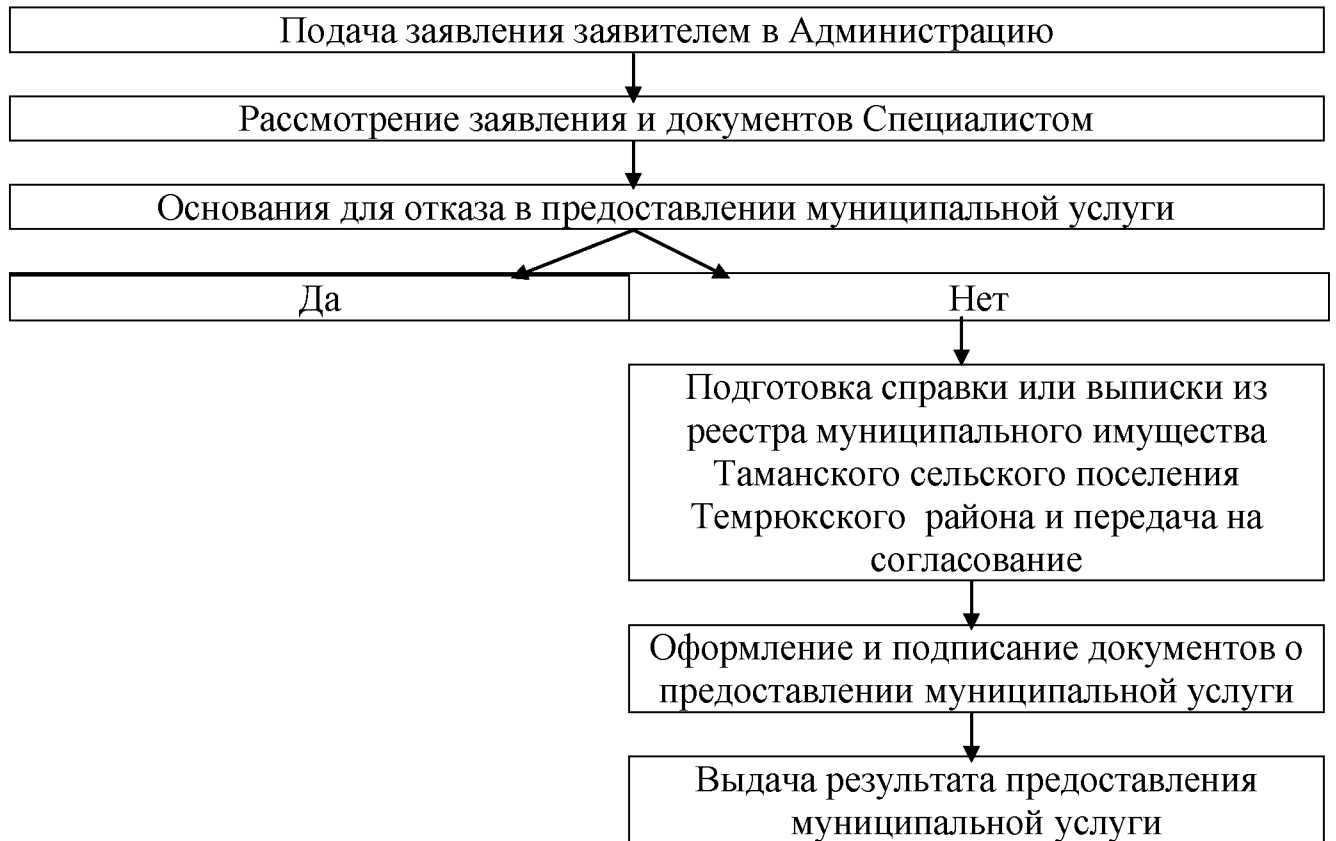 Подача заявления заявителем в Администрацию
Рассмотрение заявления и документов Специалистом
Основания для отказа в предоставлении муниципальной услуги
Да
Нет
Подготовка справки или выписки из
реестра муниципального имущества
Таманского сельского поселения
Темрюкского района и передача на
согласование
Оформление и подписание документов о
предоставлении муниципальной услуги
Выдача результата предоставления
муниципальной услуги